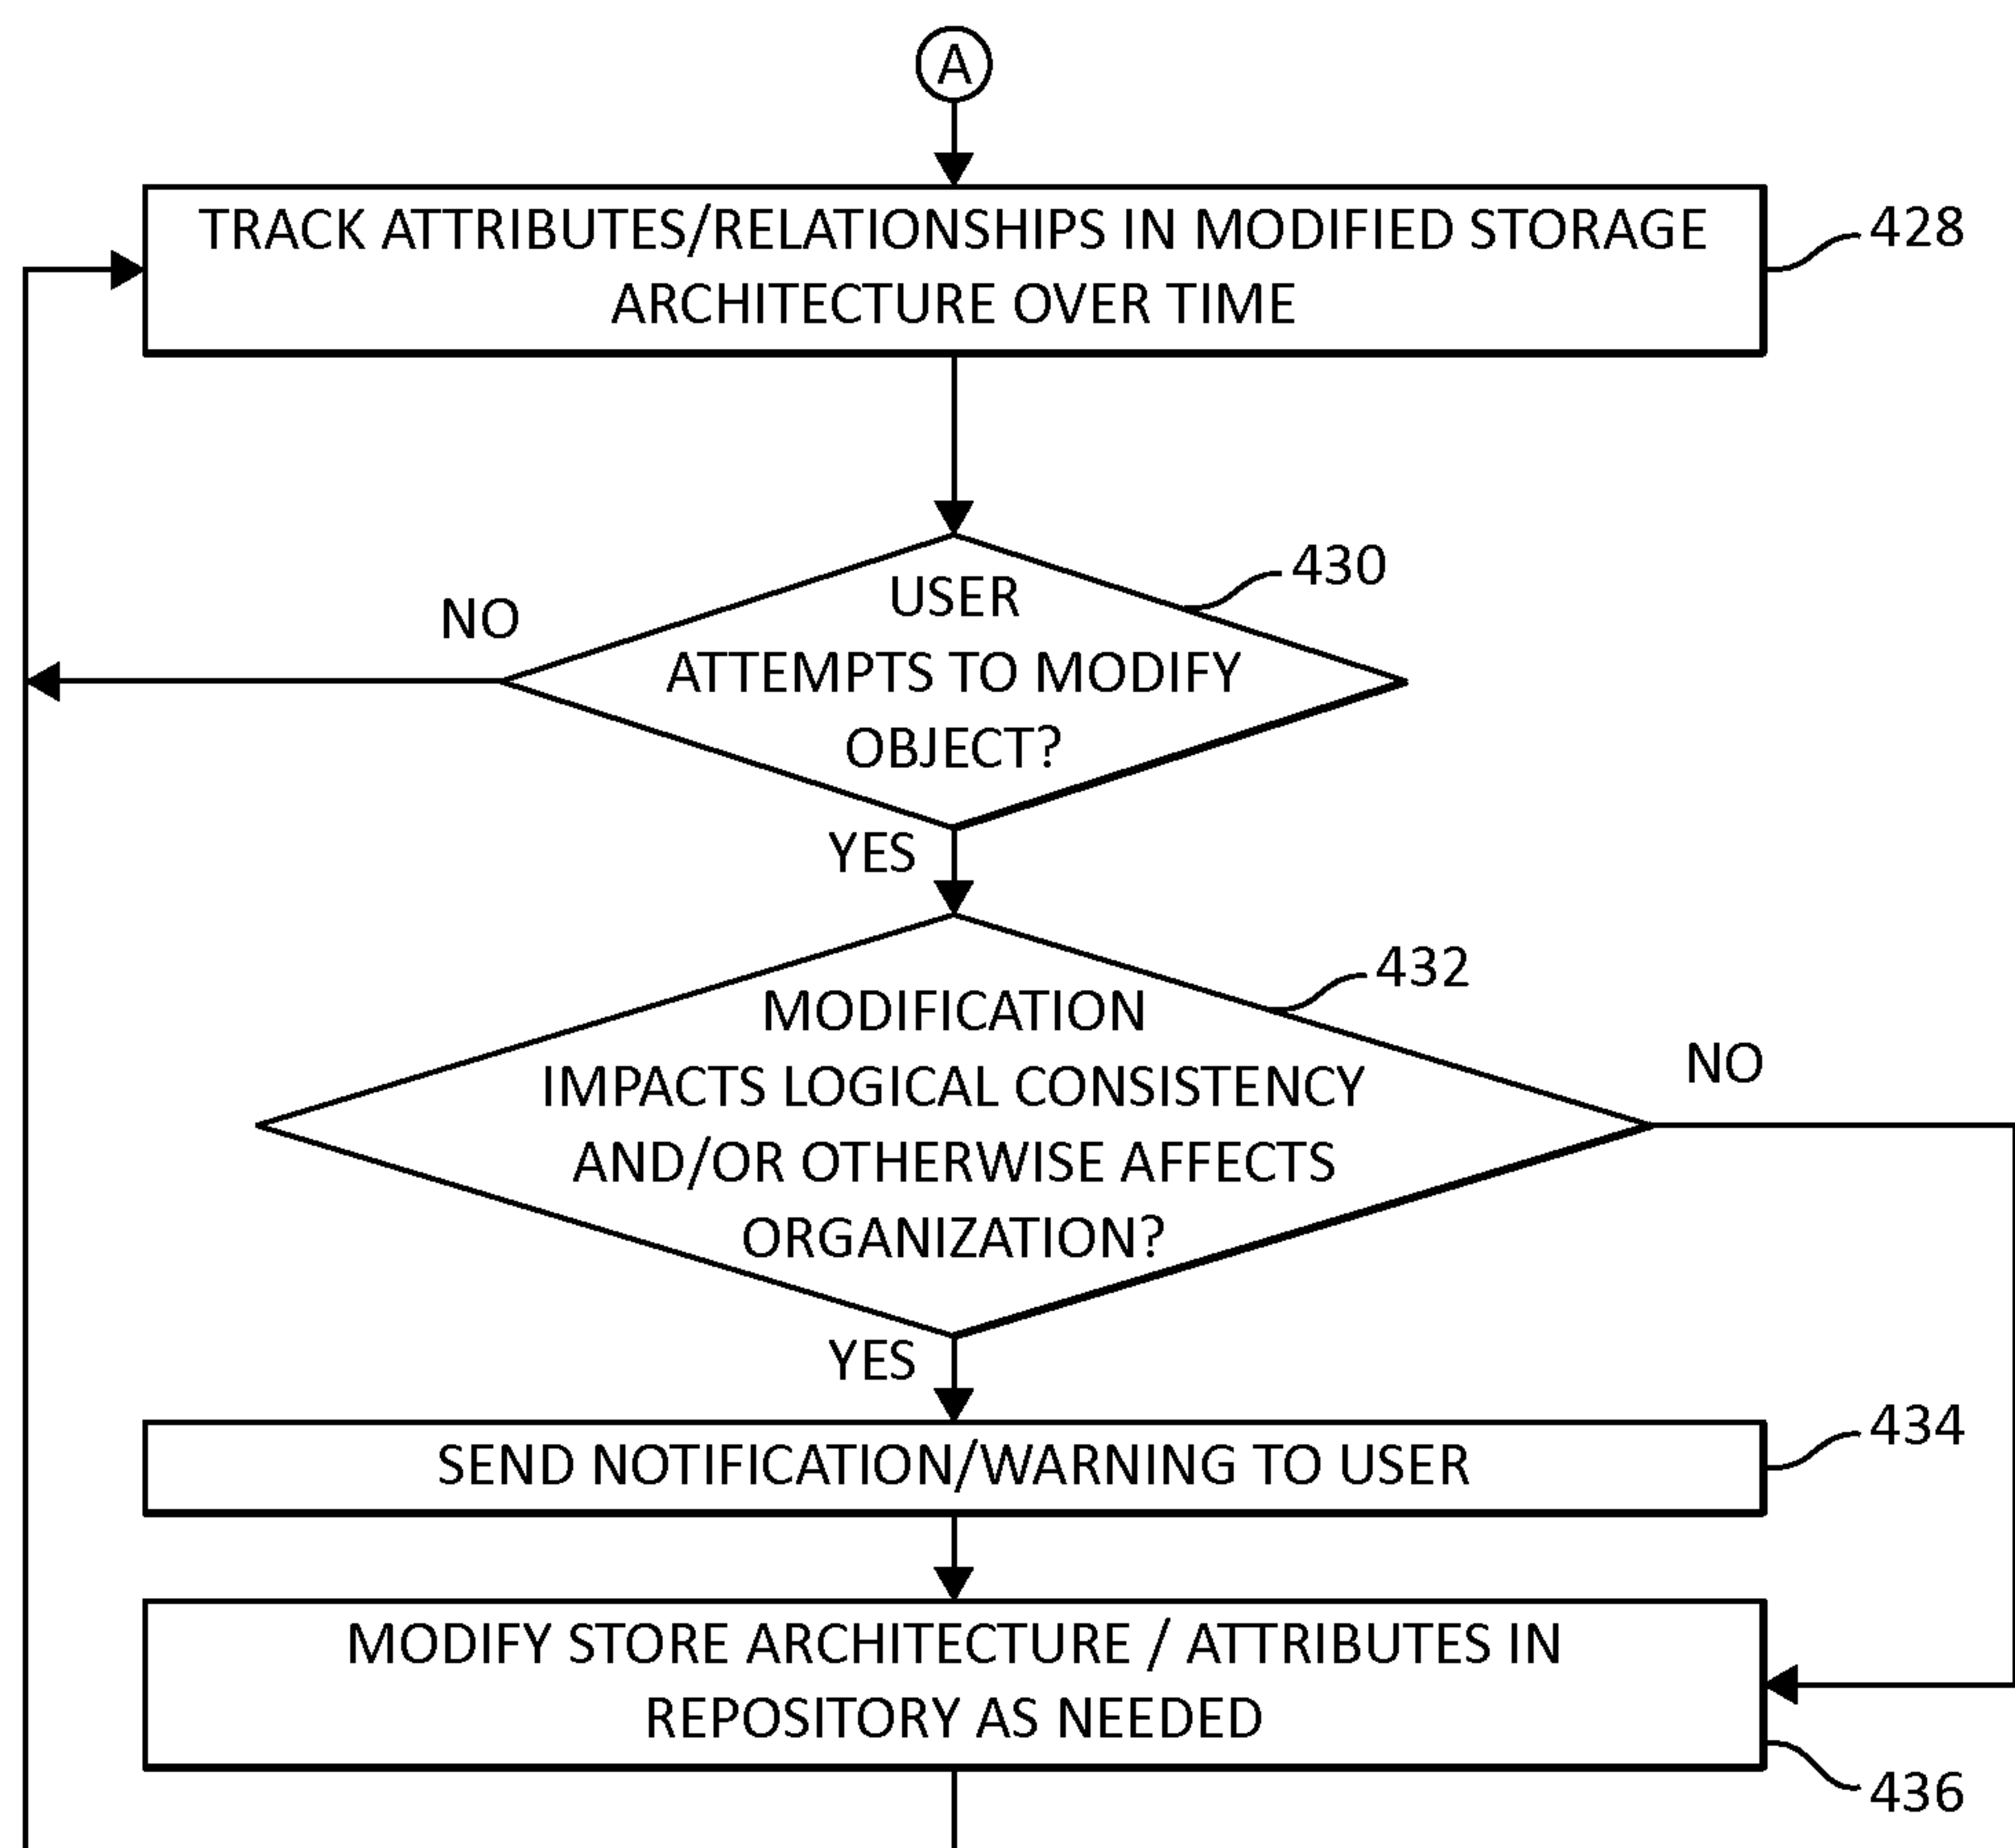 A
TRACK ATTRIBUTES/RELATIONSHIPS IN MODIFIED STORAGE
ARCHITECTURE OVER TIME
428
430
USER
ATTEMPTS TO MODIFY
OBJECT?
NO
YES
432
MODIFICATION
IMPACTS LOGICAL CONSISTENCY
AND/OR OTHERWISE AFFECTS
ORGANIZATION?
NO
YES
434
SEND NOTIFICATION/WARNING TO USER
MODIFY STORE ARCHITECTURE / ATTRIBUTES IN
REPOSITORY AS NEEDED
436